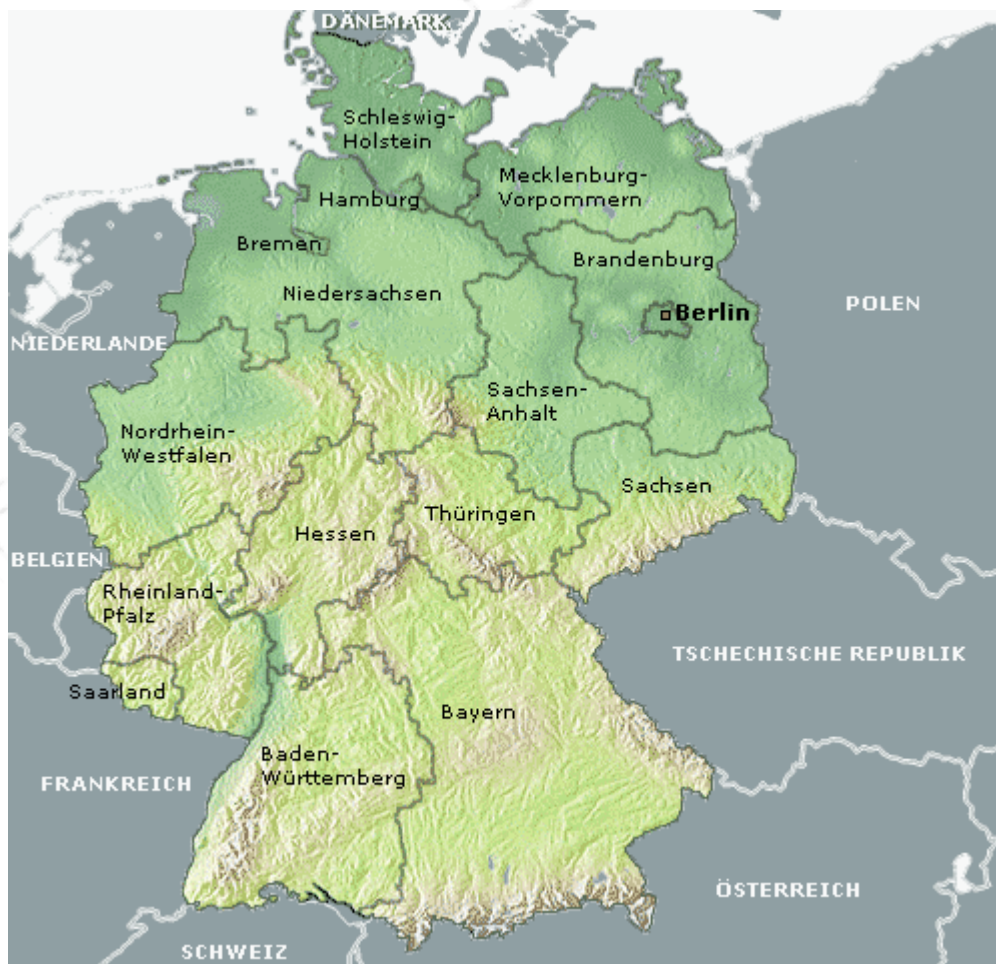 DÄNEMARK
Schleswig-
Holstein
Mecklenburg-
Vorpommern
Hamburg
Bremen
Brandenburg
Niedersachsen
Berlin
POLEN
NIEDERLANDE
Sachsen-
Anhalt
Nordrhein-
Westfalen
Sachsen
Thüringen
Hessen
BELGIEN
Rheinland-
Pfalz
TSCHECHISCHE REPUBLIK
Saarland
Bayern
Baden-
Württemberg
FRANKREICH
ÖSTERREICH
SCHWEIZ